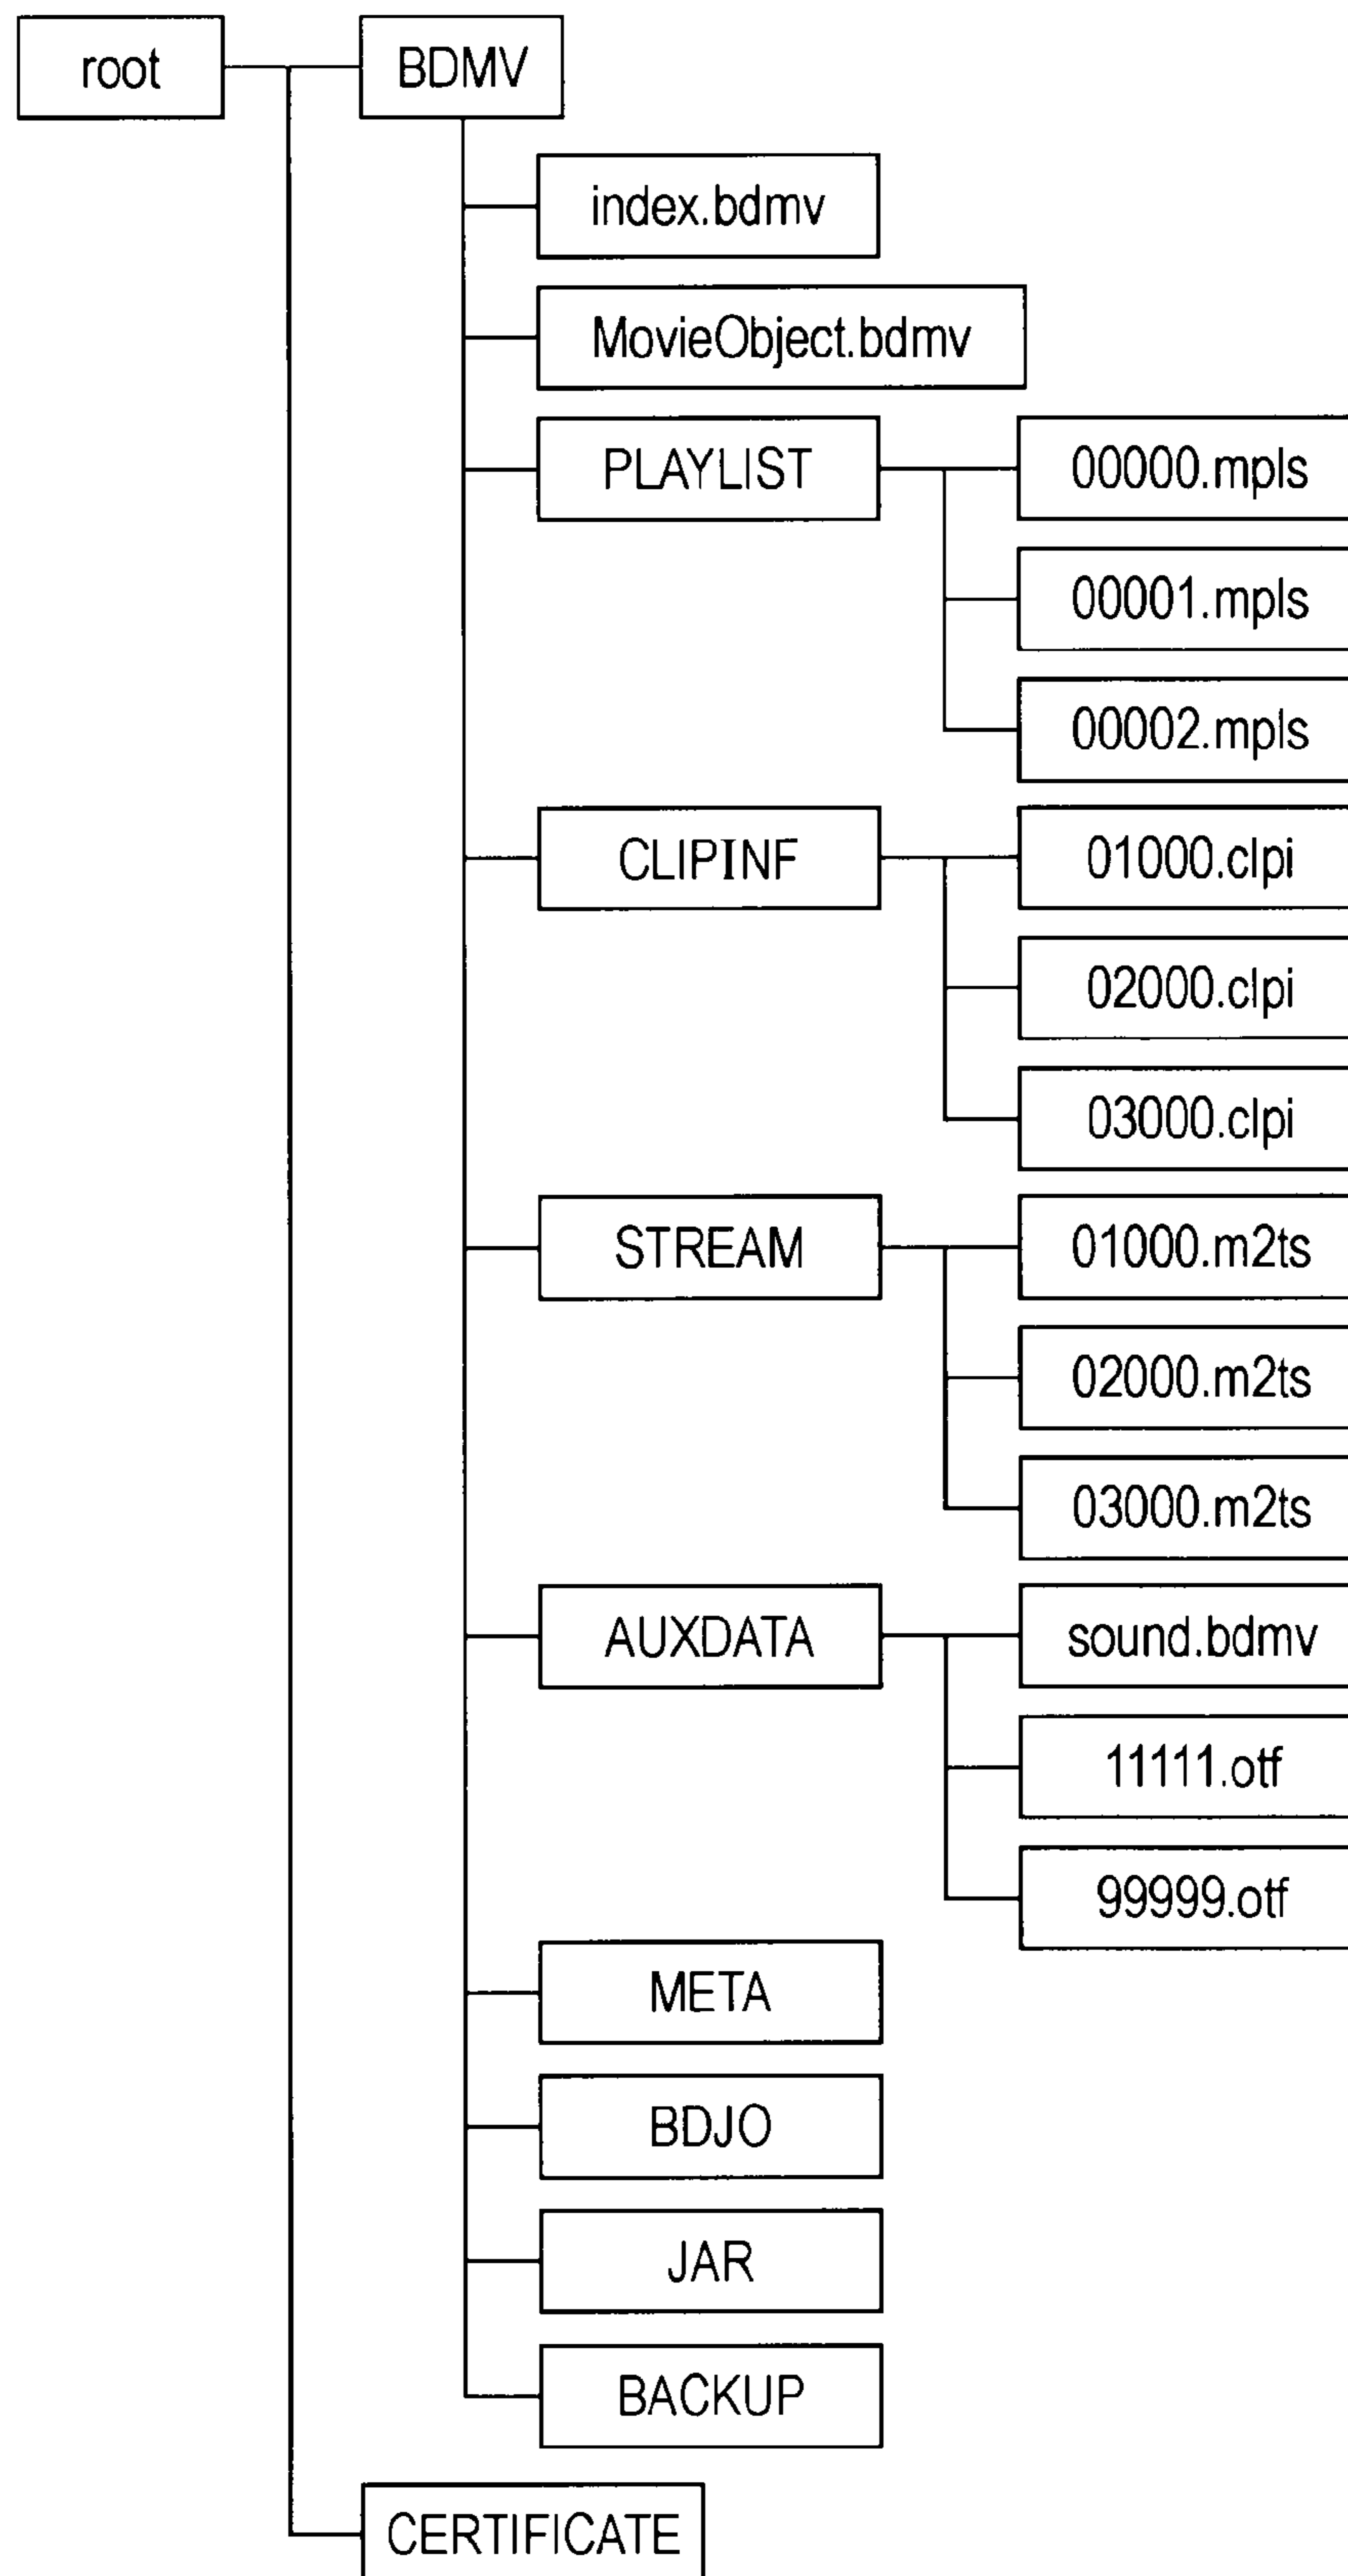 root
BDMV
index.bdmv
MovieObject.bdmv
PLAYLIST
00000.mpls
00001.mpls
00002.mpls
CLIPINF
01000.clpi
02000.clpi
03000.clpi
STREAM
01000.m2ts
02000.m2ts
03000.m2ts
AUXDATA
sound.bdmv
11111.otf
99999.otf
META
BDJO
JAR
BACKUP
CERTIFICATE